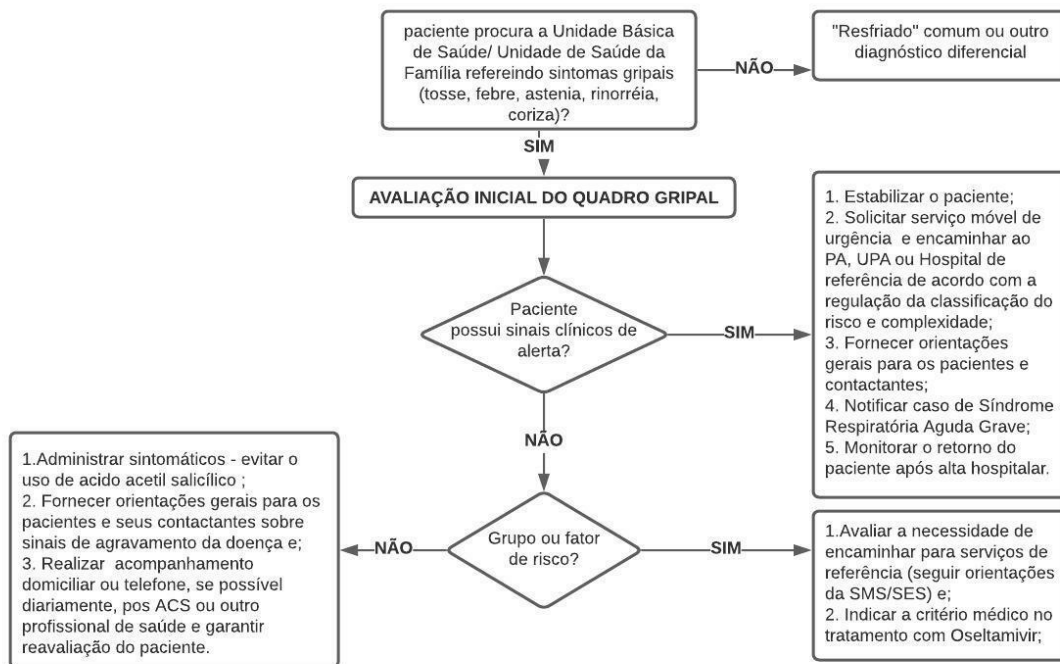 paciente procura a Unidade Básica
de Saúde/ Unidade de Saúde da
Família refereindo sintomas gripais
(tosse, febre, astenia, rinorréia,
coriza)?
NÃO
"Resfriado" comum ou outro
diagnóstico diferencial
SIM
AVALIAÇÃO INICIAL DO QUADRO GRIPAL
Paciente
possui sinais clínicos de
alerta?
SIM
1. Estabilizar o paciente;
2. Solicitar serviço móvel de
urgência e encaminhar ao
PA, UPA ou Hospital de
referência de acordo com a
regulação da classificação do
risco e complexidade;
3. Fornecer orientações
gerais para os pacientes e
contactantes;
4. Notificar caso de Síndrome
Respiratória Aguda Grave;
5. Monitorar o retorno do
paciente após alta hospitalar.
NÃO
Grupo ou fator
de risco?
NÃO
1.Administrar sintomáticos - evitar o
uso de acido acetil salicílico ;
2. Fornecer orientações gerais para os
pacientes e seus contactantes sobre
sinais de agravamento da doença e;
3. Realizar acompanhamento
domiciliar ou telefone, se possível
diariamente, pos ACS ou outro
profissional de saúde e garantir
reavaliação do paciente.
SIM
1.Avaliar a necessidade de
encaminhar para serviços de
referência (seguir orientações
da SMS/SES) e;
2. Indicar a critério médico no
tratamento com Oseltamivir;